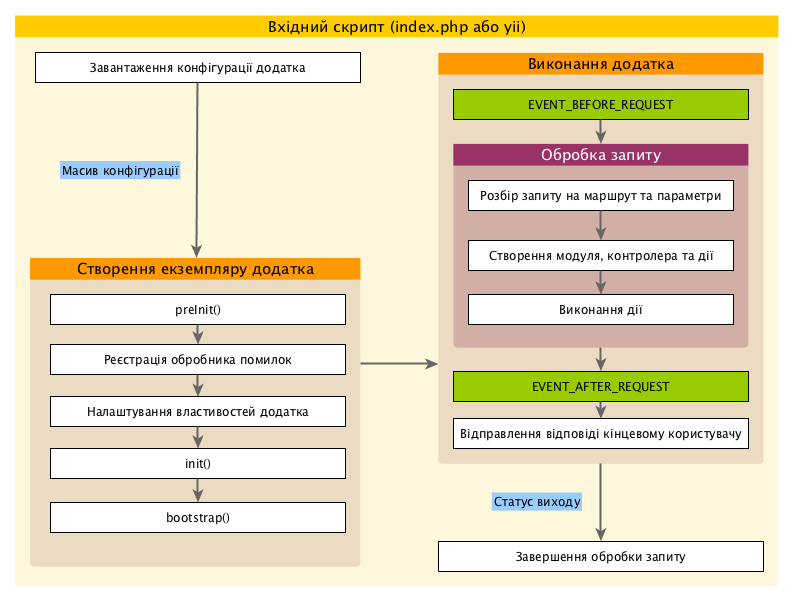 Вхідний скрипт (index.php або yii)
Завантаження конфігурації додатка
Масив конфігурації
Створення екземпляру додатка
preInit()
Реєстрація обробника помилок
Налаштування властивостей додатка
init()
bootstrap()
Виконання додатка
EVENT_BEFORE_REQUEST
Обробка запиту
Розбір запиту на маршрут та параметри
Створення модуля, контролера та дії
Виконання дії
EVENT_AFTER_REQUEST
Відправлення відповіді кінцевому користувачу
Статус виходу
Завершення обробки запиту